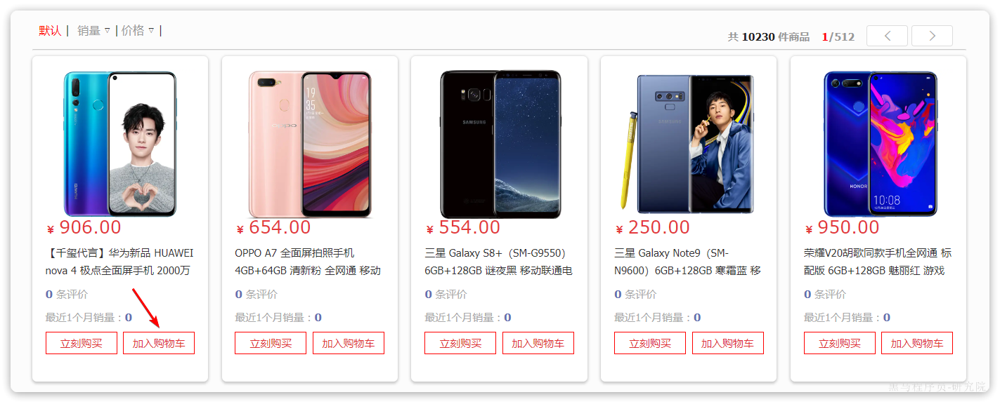 默认 | 销量 ▽ | 价格 ▽ |
共 10230 件商品 1/512 < >
HUAWEI
oppo
19
35
SAMSUNG
SAMSUNG
HONOR
10:08
¥ 906.00
¥ 654.00
¥ 554.00
¥ 250.00
¥ 950.00
【千玺代言】华为新品 HUAWEI
nova 4 极点全面屏手机 2000万
OPPO A7 全面屏拍照手机
4GB+64GB 清新粉 全网通 移动
三星 Galaxy S8+（SM-G9550）
6GB+128GB 谜夜黑 移动联通电
三星 Galaxy Note9（SM-
N9600）6GB+128GB 寒霜蓝 移
荣耀V20胡歌同款手机全网通 标
配版 6GB+128GB 魅丽红 游戏
0 条评价
0 条评价
0 条评价
0 条评价
0 条评价
最近1个月销量：0
最近1个月销量：0
最近1个月销量：0
最近1个月销量：0
最近1个月销量：0
立刻购买 加入购物车
立刻购买 加入购物车
立刻购买 加入购物车
立刻购买 加入购物车
立刻购买 加入购物车
黑马程序员-研究院